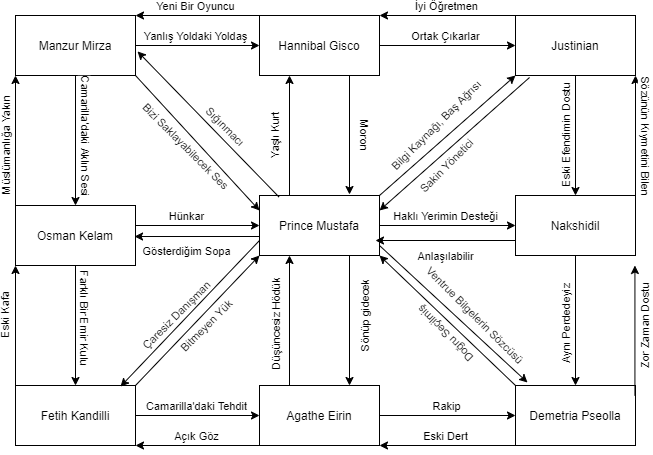 Yeni Bir Oyuncu
İyi Öğretmen
Manzur Mirza
Yanlış Yoldaki Yoldaş
Hannibal Gisco
Ortak Çıkarlar
Justinian
Müslümanlığa Yakın
Camarilla'daki Aklın Sesi
Bizi Saklayabilecek Ses
Sığınmacı
Yaşlı Kurt
Moron
Bilgi Kaynağı, Baş Ağrısı
Sakin Yönetici
Eski Efendimin Dostu
Sözünün Kıymetini Bilen
Osman Kelam
Hünkar
Gösterdiğim Sopa
Prince Mustafa
Haklı Yerimin Desteği
Anlaşılabilir
Nakshidil
Eski Kafa
Farklı Bir Emir Kulu
Çaresiz Danışman
Bitmeyen Yük
Düşüncesiz Hödük
Sönüp gidecek
Ventrue Bilgelerin Sözcüsü
Doğru Seçilmiş
Aynı Perdedeyiz
Zor Zaman Dostu
Fetih Kandilli
Camarilla'daki Tehdit
Açık Göz
Agathe Eirin
Rakip
Eski Dert
Demetria Pseolla